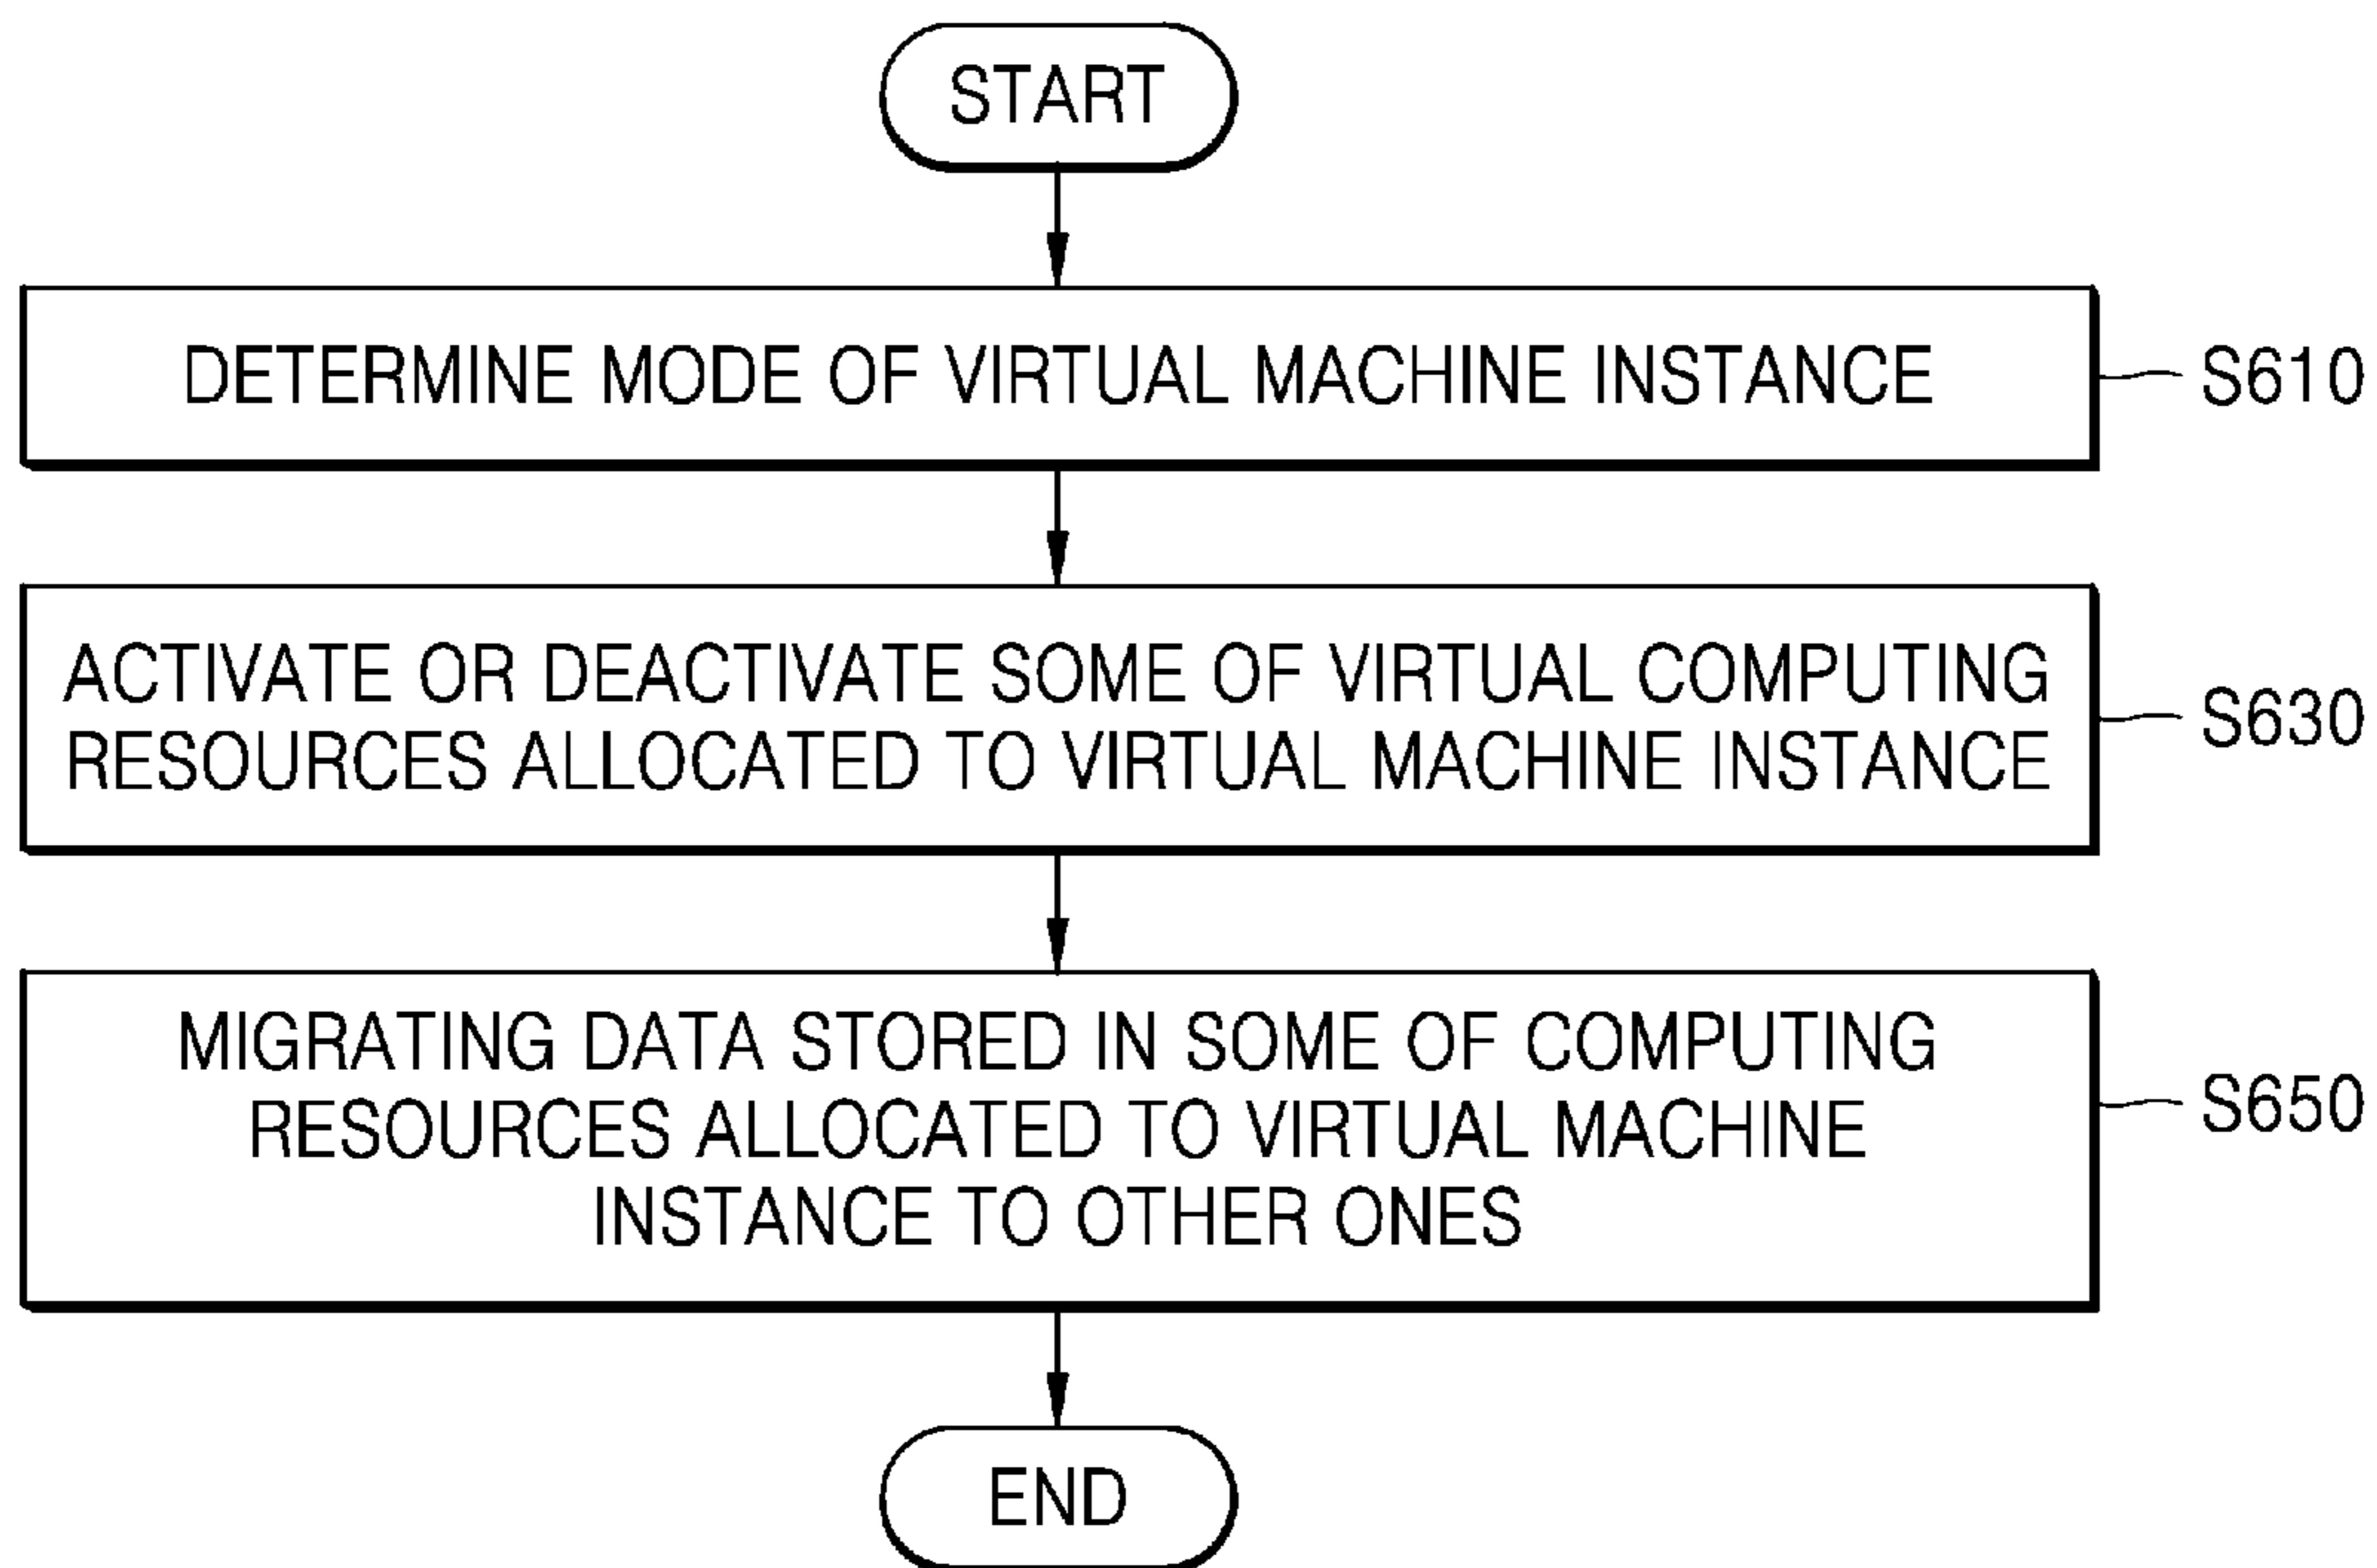 START
DETERMINE MODE OF VIRTUAL MACHINE INSTANCE
S610
ACTIVATE OR DEACTIVATE SOME OF VIRTUAL COMPUTING
RESOURCES ALLOCATED TO VIRTUAL MACHINE INSTANCE
S630
MIGRATING DATA STORED IN SOME OF COMPUTING
RESOURCES ALLOCATED TO VIRTUAL MACHINE
INSTANCE TO OTHER ONES
S650
END